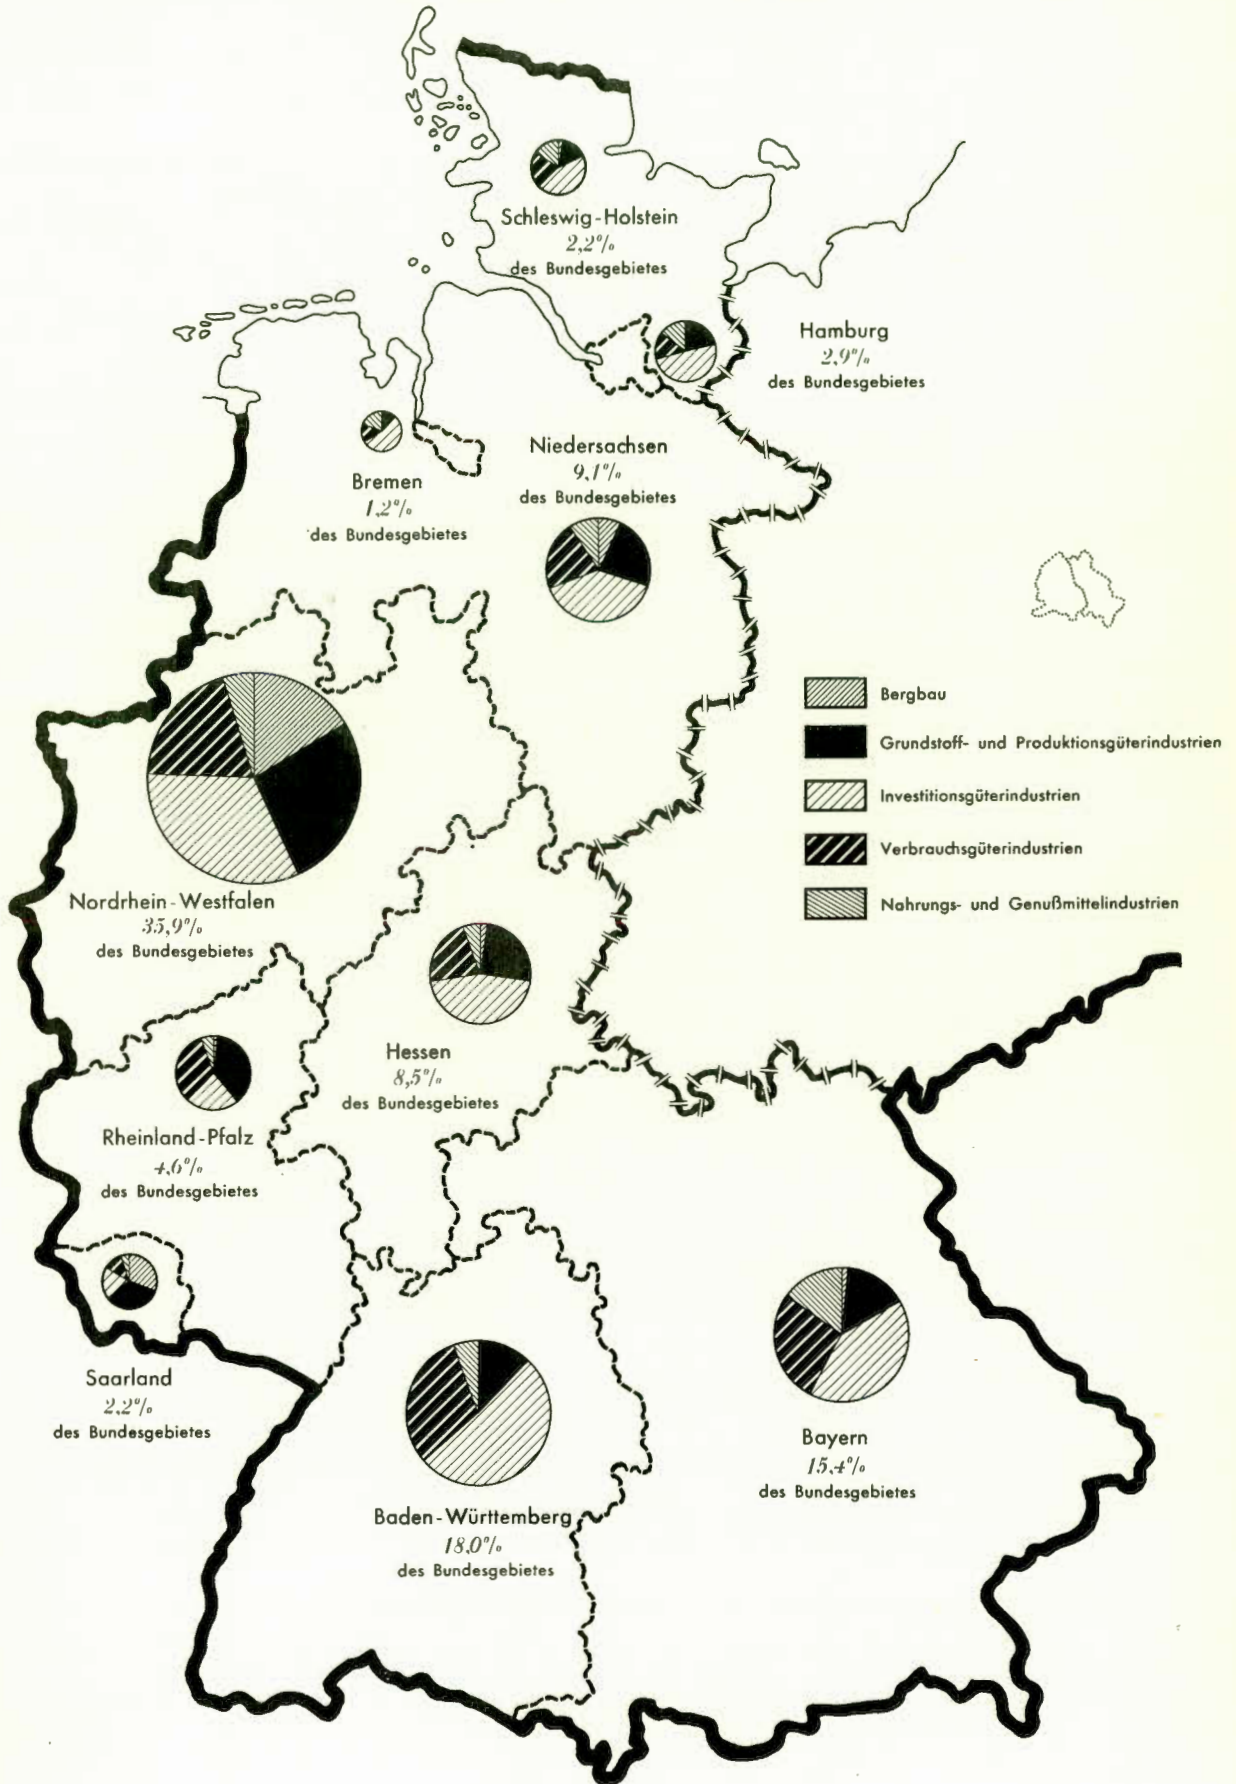 Schleswig-Holstein
2,2%
des Bundesgebietes
Hamburg
2,9%
des Bundesgebietes
Bremen
1,2%
des Bundesgebietes
Niedersachsen
9,1%
des Bundesgebietes
Bergbau
Grundstoff- und Produktionsgüterindustrien
Investitionsgüterindustrien
Verbrauchsgüterindustrien
Nahrungs- und Genußmittelindustrien
Nordrhein-Westfalen
35,9%
des Bundesgebietes
Hessen
8,5%
des Bundesgebietes
Rheinland-Pfalz
4,6%
des Bundesgebietes
Saarland
2,2%
des Bundesgebietes
Baden-Württemberg
18,0%
des Bundesgebietes
Bayern
15,4%
des Bundesgebietes